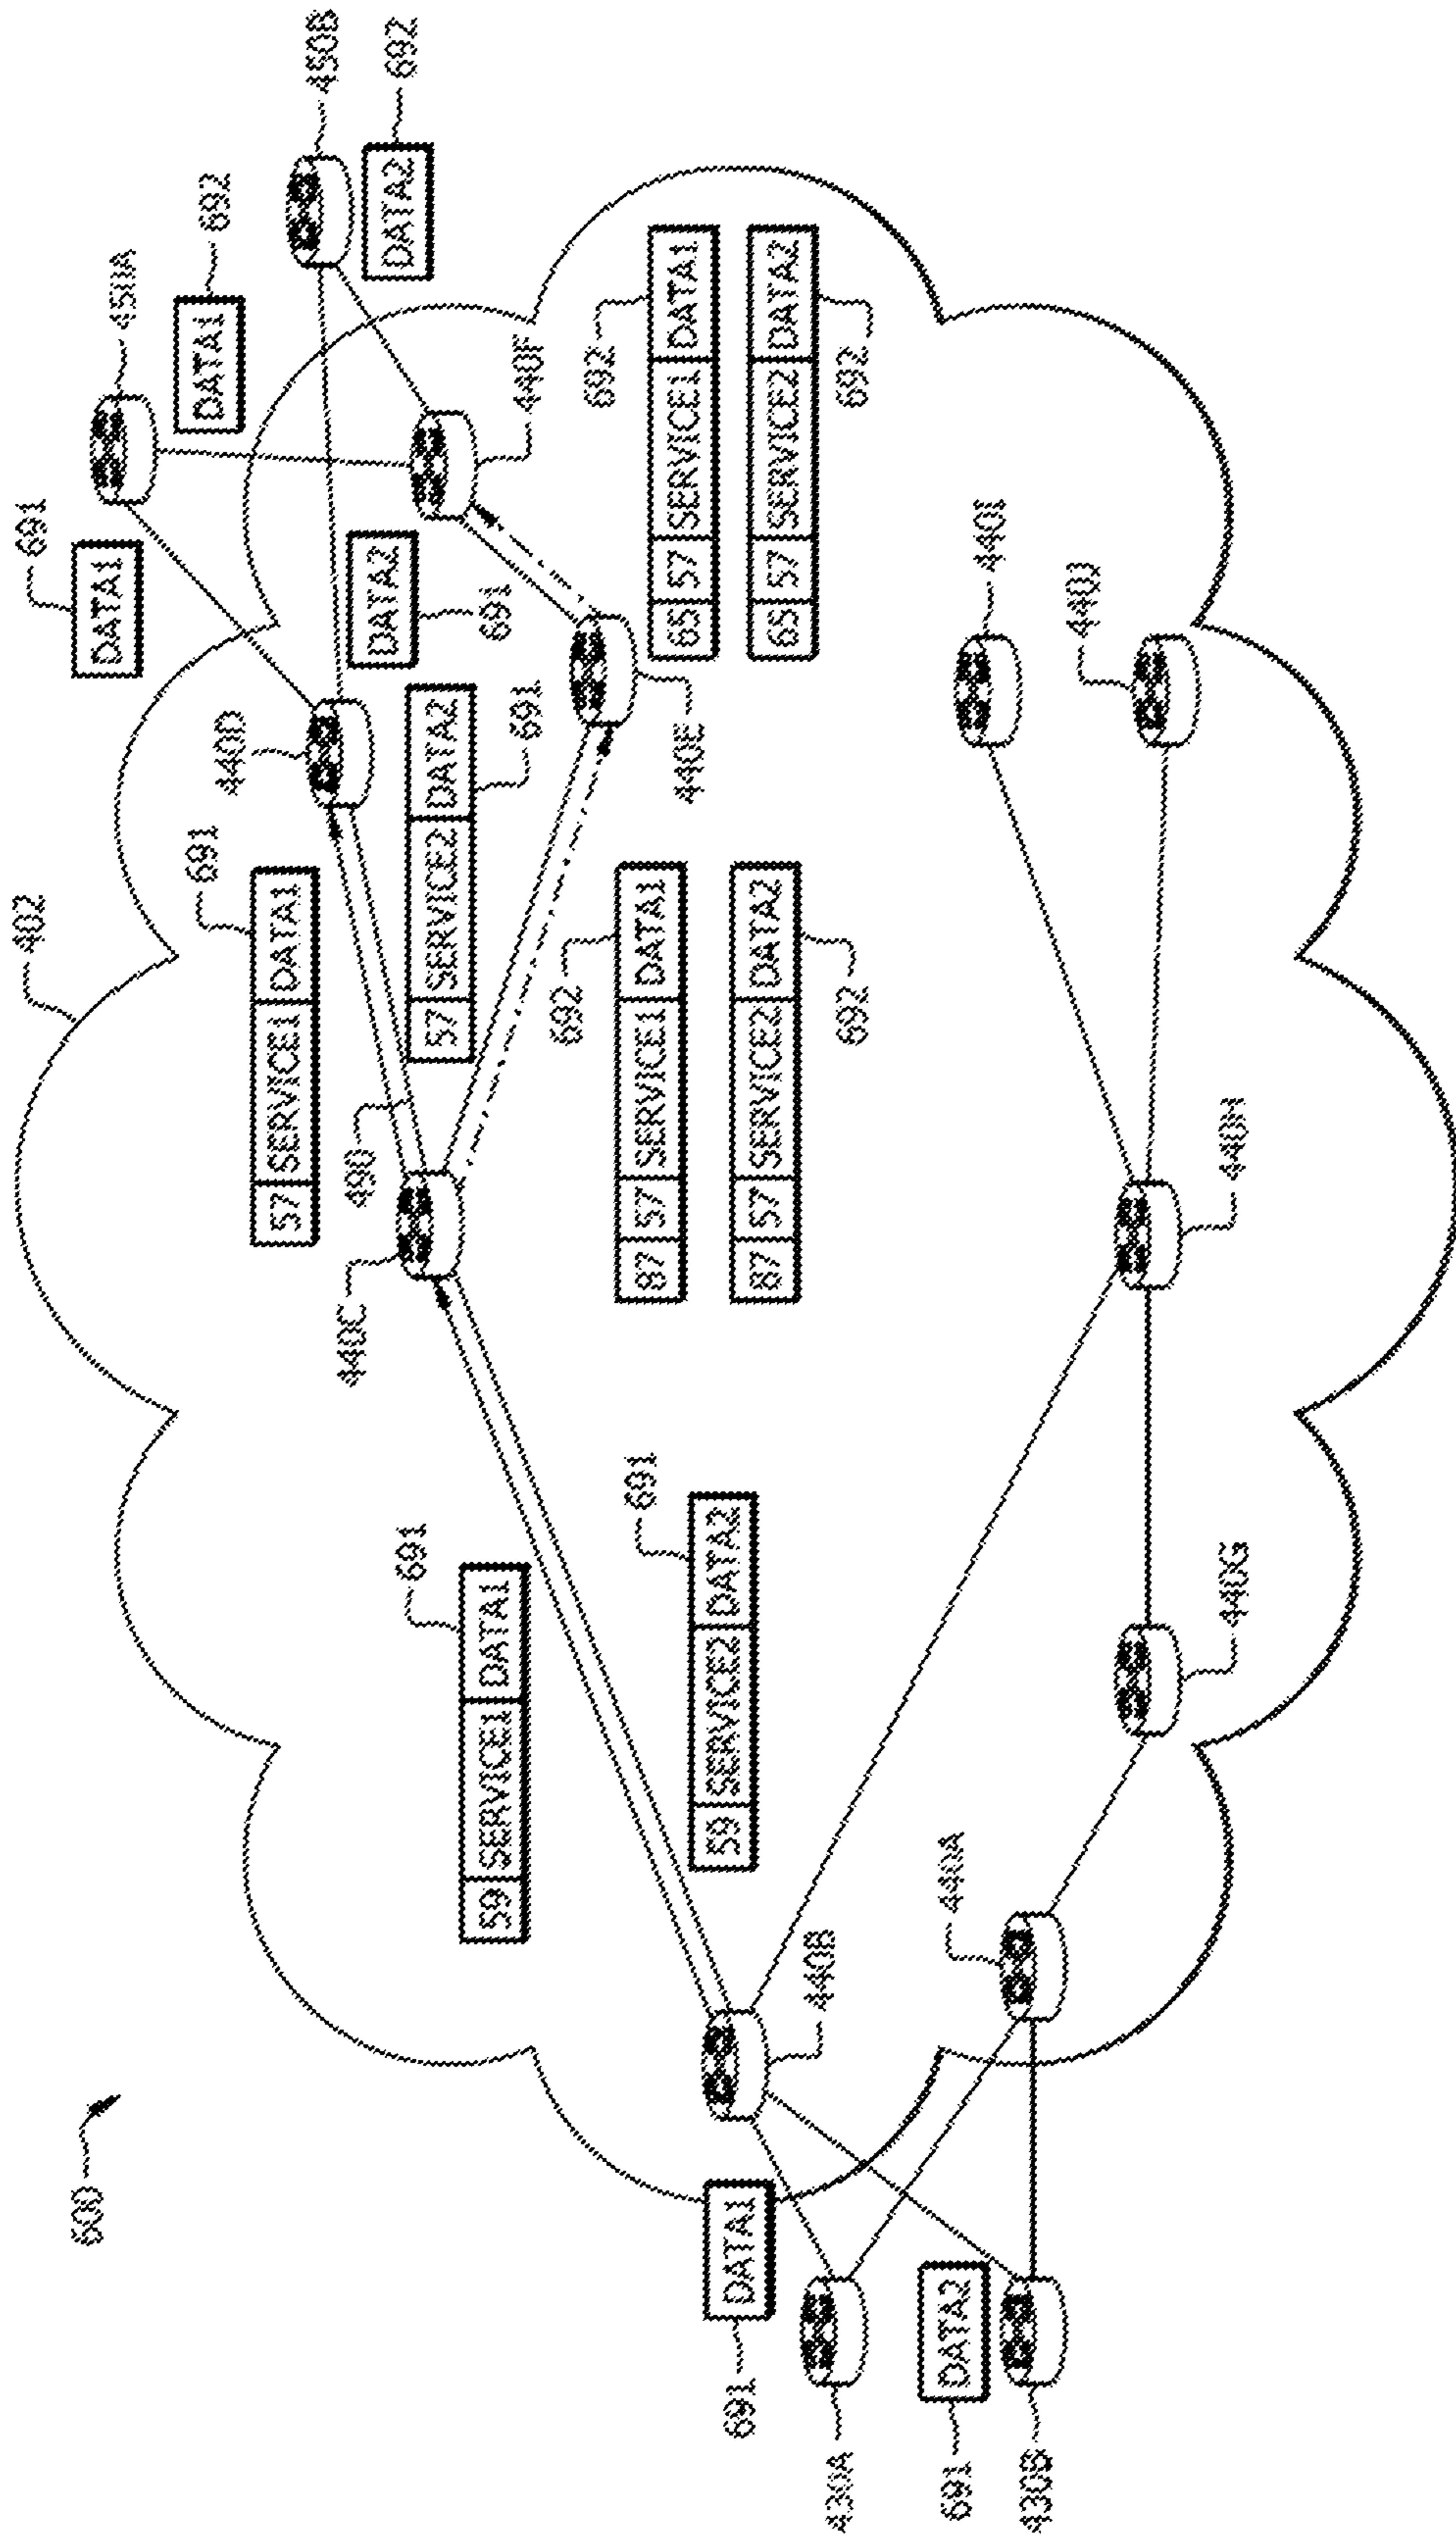 402
600
691
DATA1
450A
691
DATA1
692
440D
57 SERVICE1 DATA1
450B
440C
490
DATA2
DATA2
692
691
57 SERVICE2 DATA2
59 SERVICE1 DATA1
691
691
440F
692
692
691
87 57 SERVICE1 DATA1
65 57 SERVICE1 DATA1
440E
59 SERVICE2 DATA2
691
DATA1
87 57 SERVICE2 DATA2
65 57 SERVICE2 DATA2
440B
430A
692
692
440A
691
DATA2
440I
430B
440J
440H
440G